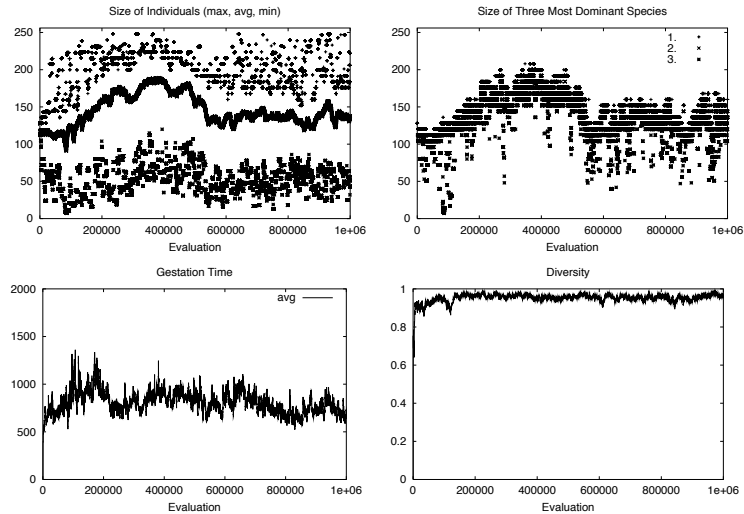 Size of Individuals (max, avg, min)
250
200
150
100
50
0
0 200000 400000 600000 800000 1e+06
Evaluation
Size of Three Most Dominant Species
1.
2.
3.
250
200
150
100
50
0
0 200000 400000 600000 800000 1e+06
Evaluation
Gestation Time
avg
2000
1500
1000
500
0
0 200000 400000 600000 800000 1e+06
Evaluation
Diversity
1
0.8
0.6
0.4
0.2
0
0 200000 400000 600000 800000 1e+06
Evaluation